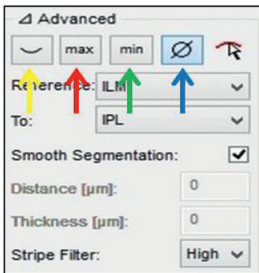 Advanced
max min Ø
Reference: ILM
To: IPL
Smooth Segmentation:
Distance [µm]: 0
Thickness [µm]: 0
Stripe Filter: High